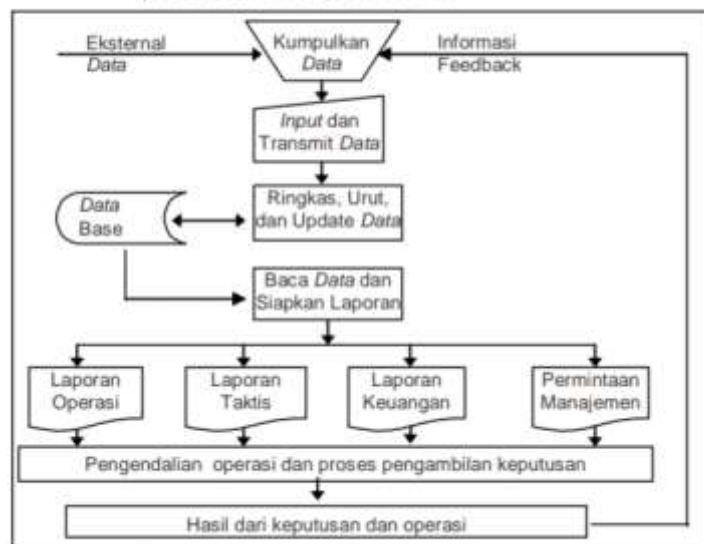 Eksternal
Data
Kumpulkan
Data
Informasi
Feedback
Input dan
Transmit Data
Data
Base
Ringkas, Urut,
dan Update Data
Baca Data dan
Siapkan Laporan
Laporan
Operasi
Laporan
Taktis
Laporan
Keuangan
Permintaan
Manajemen
Pengendalian operasi dan proses pengambilan keputusan
Hasil dari keputusan dan operasi